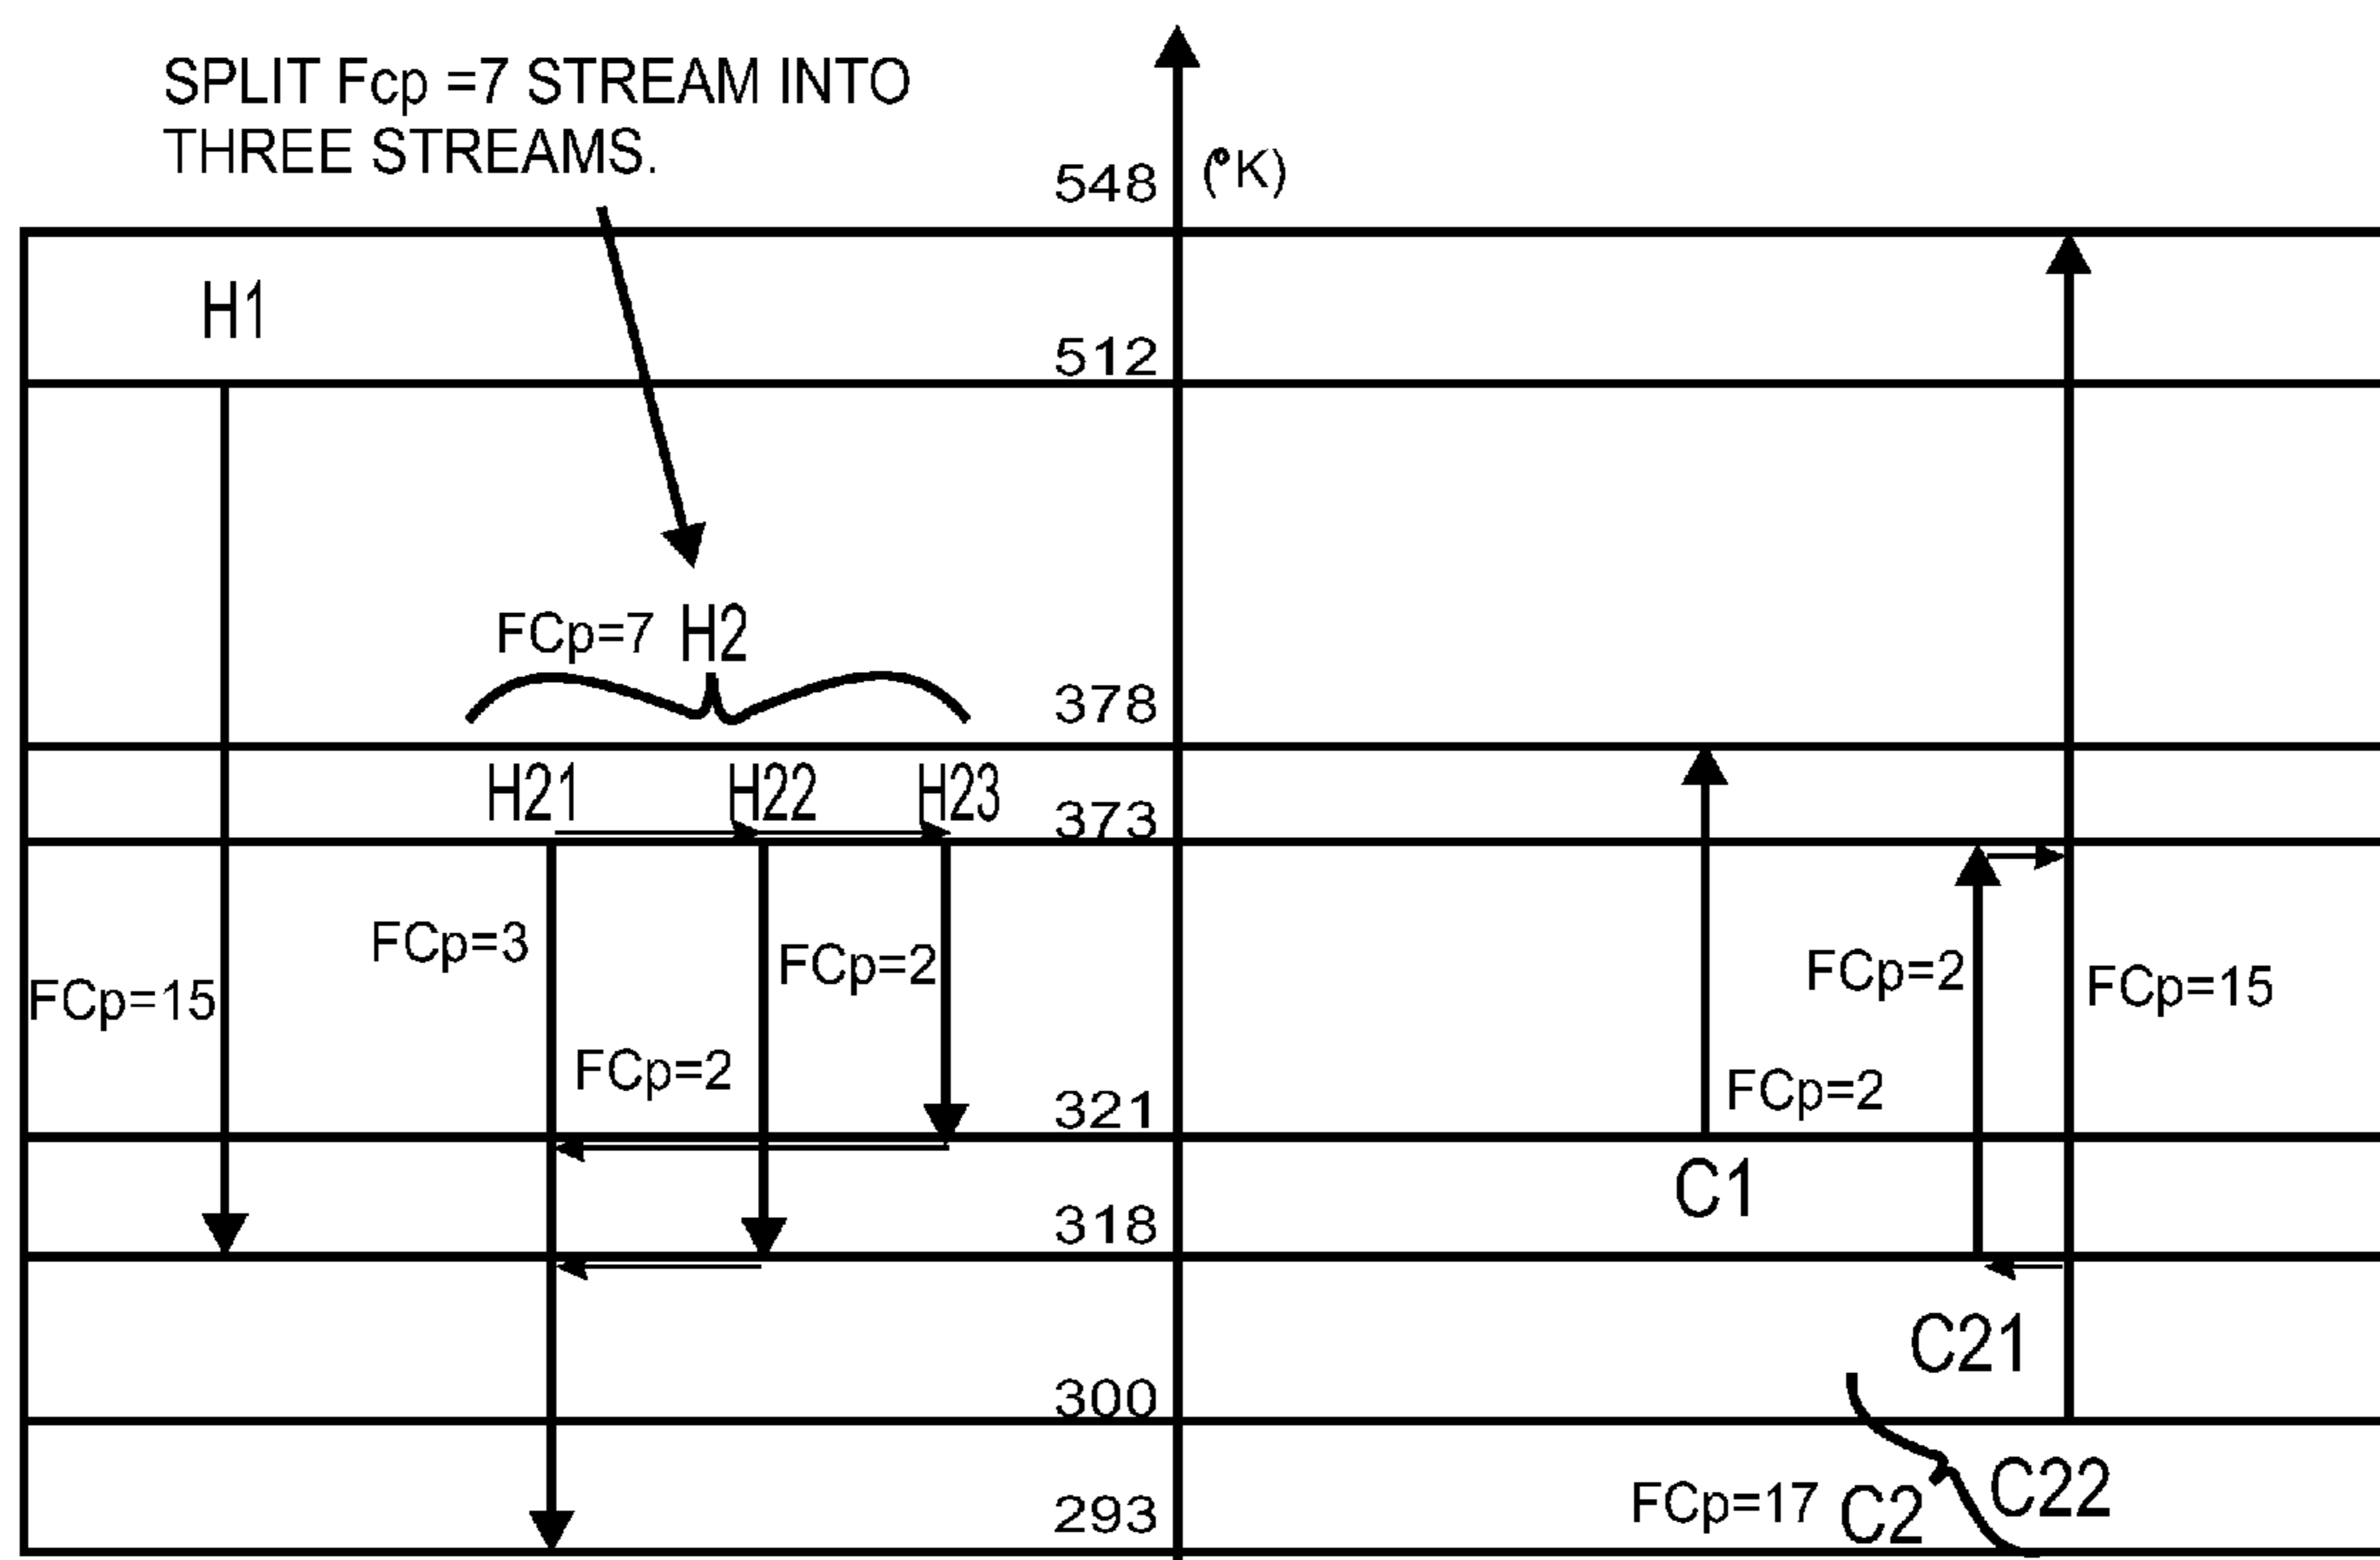 SPLIT Fcp =7 STREAM INTO
THREE STREAMS.
548 (°K)
H1
512
FCp=7 H2
378
H21 H22 H23
373
FCp=3
FCp=2
FCp=2
FCp=15
FCp=15
FCp=2
FCp=2
321
C1
318
C21
300
C22
FCp=17 C2
293